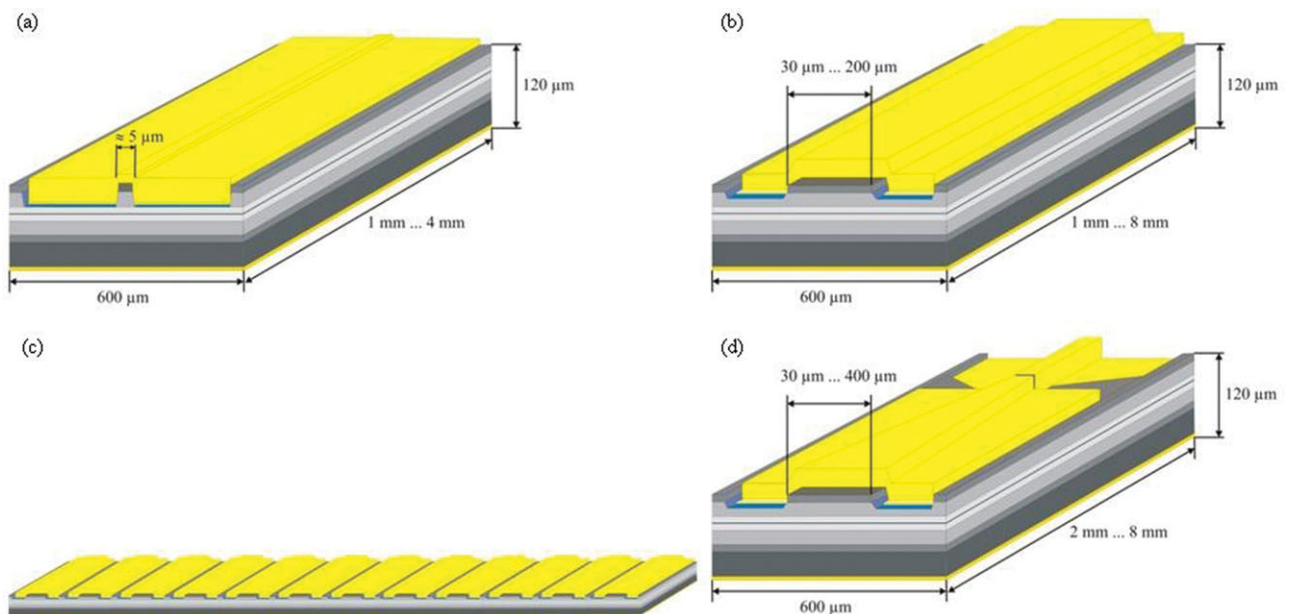 (a)
120 µm
≈ 5 µm
1 mm ... 4 mm
600 µm
(b)
30 µm ... 200 µm
120 µm
1 mm ... 8 mm
600 µm
(c)
(d)
30 µm ... 400 µm
120 µm
2 mm ... 8 mm
600 µm